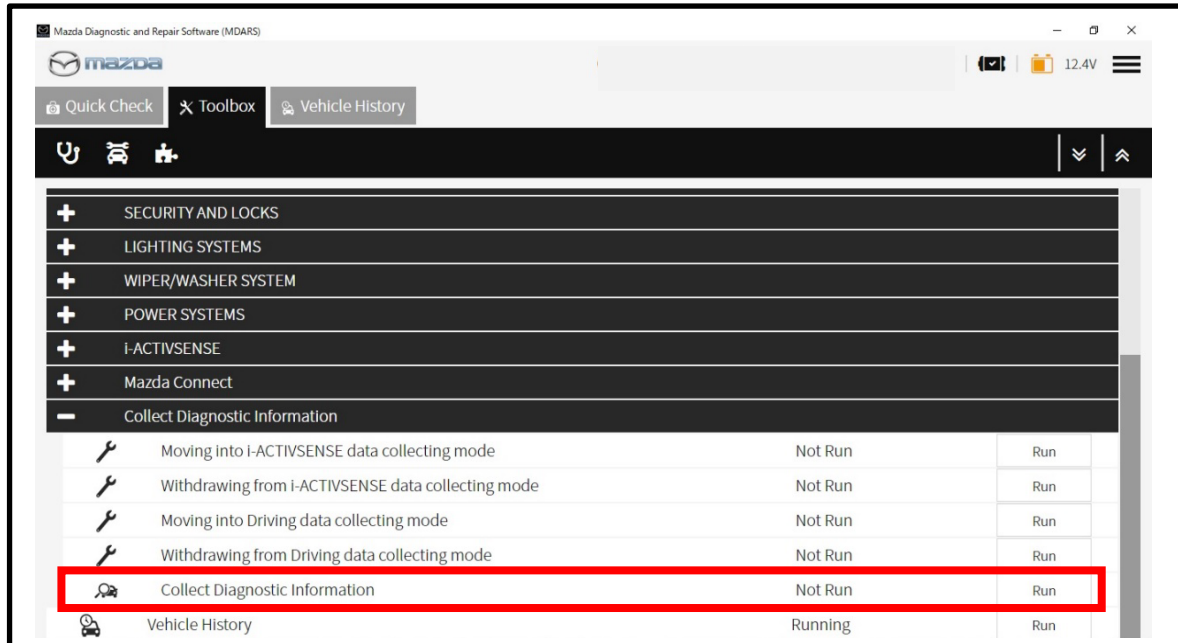 Mazda Diagnostic and Repair Software (MDARS)
mazda
12.4V
Quick Check Toolbox Vehicle History
SECURITY AND LOCKS
LIGHTING SYSTEMS
WIPER/WASHER SYSTEM
POWER SYSTEMS
i-ACTIVSENSE
Mazda Connect
Collect Diagnostic Information
Moving into i-ACTIVSENSE data collecting mode Not Run Run
Withdrawing from i-ACTIVSENSE data collecting mode Not Run Run
Moving into Driving data collecting mode Not Run Run
Withdrawing from Driving data collecting mode Not Run Run
Collect Diagnostic Information Not Run Run
Vehicle History Running Run